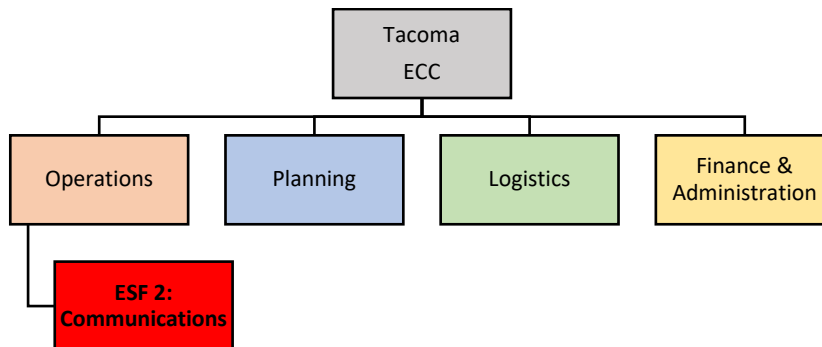 Tacoma
ECC
Operations
Planning
Logistics
Finance &
Administration
ESF 2:
Communications